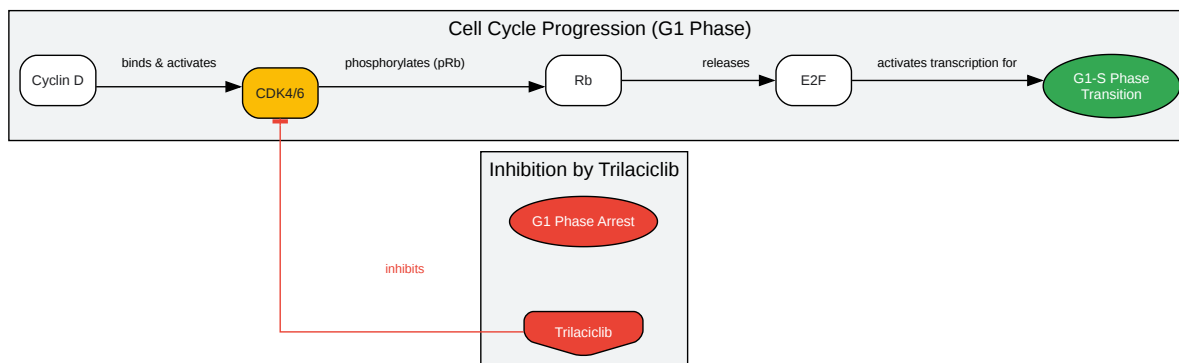 Cell Cycle Progression (G1 Phase)
Cyclin D
binds & activates
CDK4/6
phosphorylates (pRb)
Rb
releases
E2F
activates transcription for
G1-S Phase
Transition
Inhibition by Trilaciclib
G1 Phase Arrest
inhibits
Trilaciclib